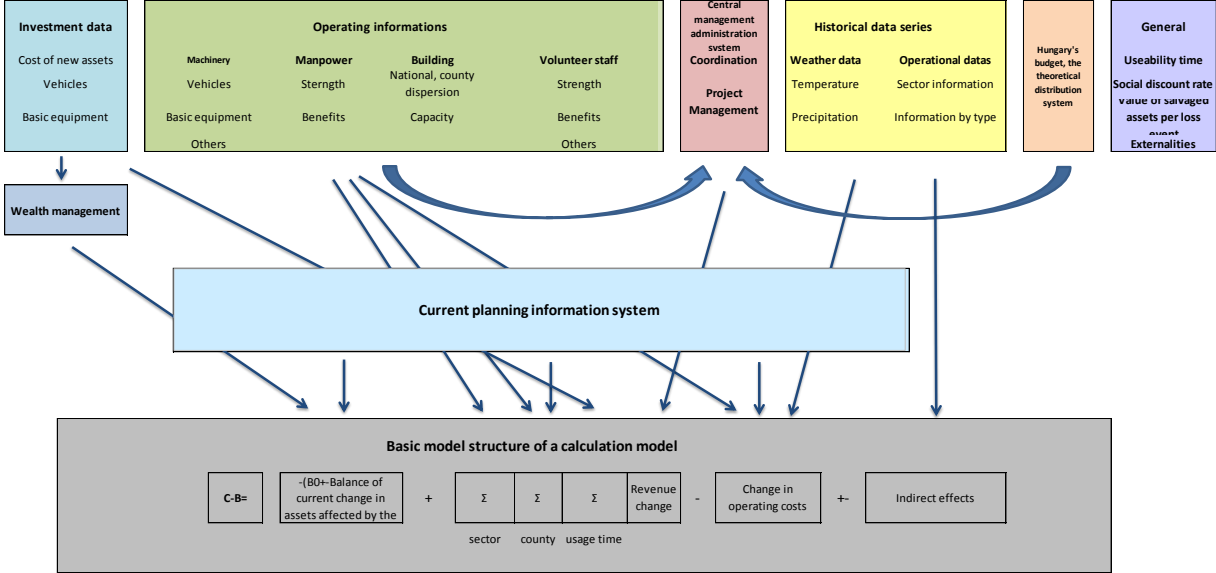 Investment data
Cost of new assets
Vehicles
Basic equipment
Operating informations
Machinery
Vehicles
Basic equipment
Others
Manpower
Sterngth
Benefits
Building
National, county
dispersion
Capacity
Volunteer staff
Strength
Benefits
Others
Central
management
administration
system
Coordination
Project
Management
Historical data series
Weather data
Temperature
Precipitation
Operational datas
Sector information
Information by type
Hungary's
budget, the
theoretical
distribution
system
General
Useability time
Social discount rate
Value of salvaged
assets per loss
event
Externalities
Wealth management
Current planning information system
Basic model structure of a calculation model
C-B=
-(B0+-Balance of
current change in
assets affected by the
+
Σ
Σ
Σ
Revenue
change
-
Change in
operating costs
+-
Indirect effects
sector
county
usage time